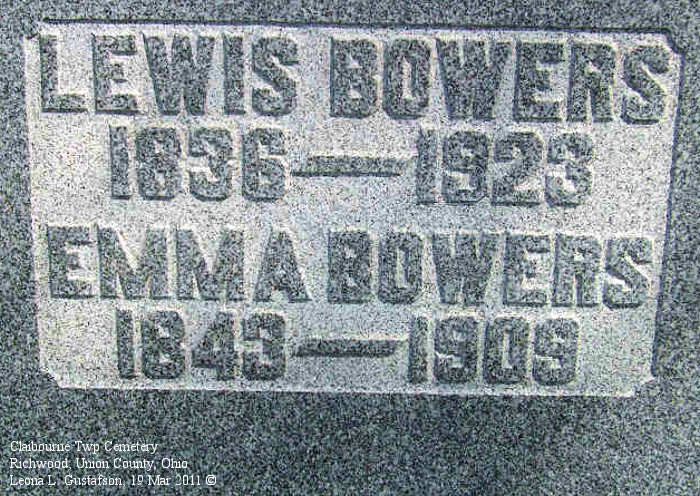 LEWIS BOWERS
1836—1923
EMMA BOWERS
1843—1909
Claibourne Twp Cemetery
Richwood, Union County, Ohio
Leona L. Gustafson, 19 Mar 2011 ©